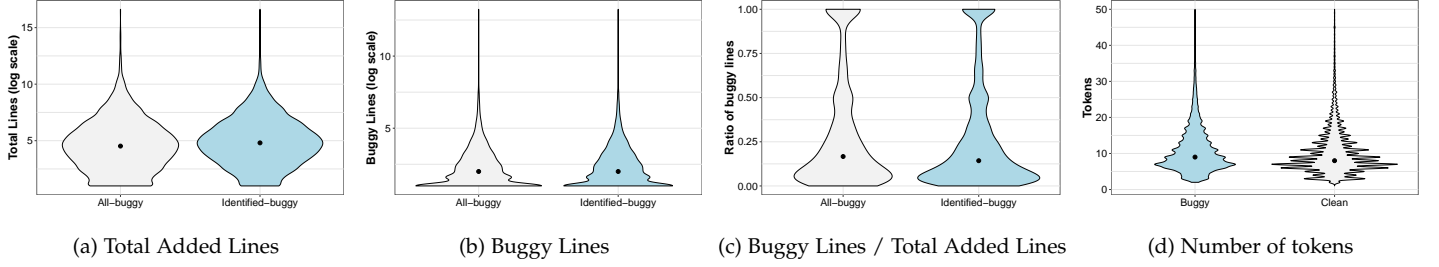 Total Lines (log scale)
15
10
5
All−buggy
Identified−buggy
(a) Total Added Lines
Buggy Lines (log scale)
10
5
All−buggy
Identified−buggy
(b) Buggy Lines
Ratio of buggy lines
1.00
0.75
0.50
0.25
0.00
All−buggy
Identified−buggy
(c) Buggy Lines / Total Added Lines
Tokens
50
40
30
20
10
0
Buggy
Clean
(d) Number of tokens